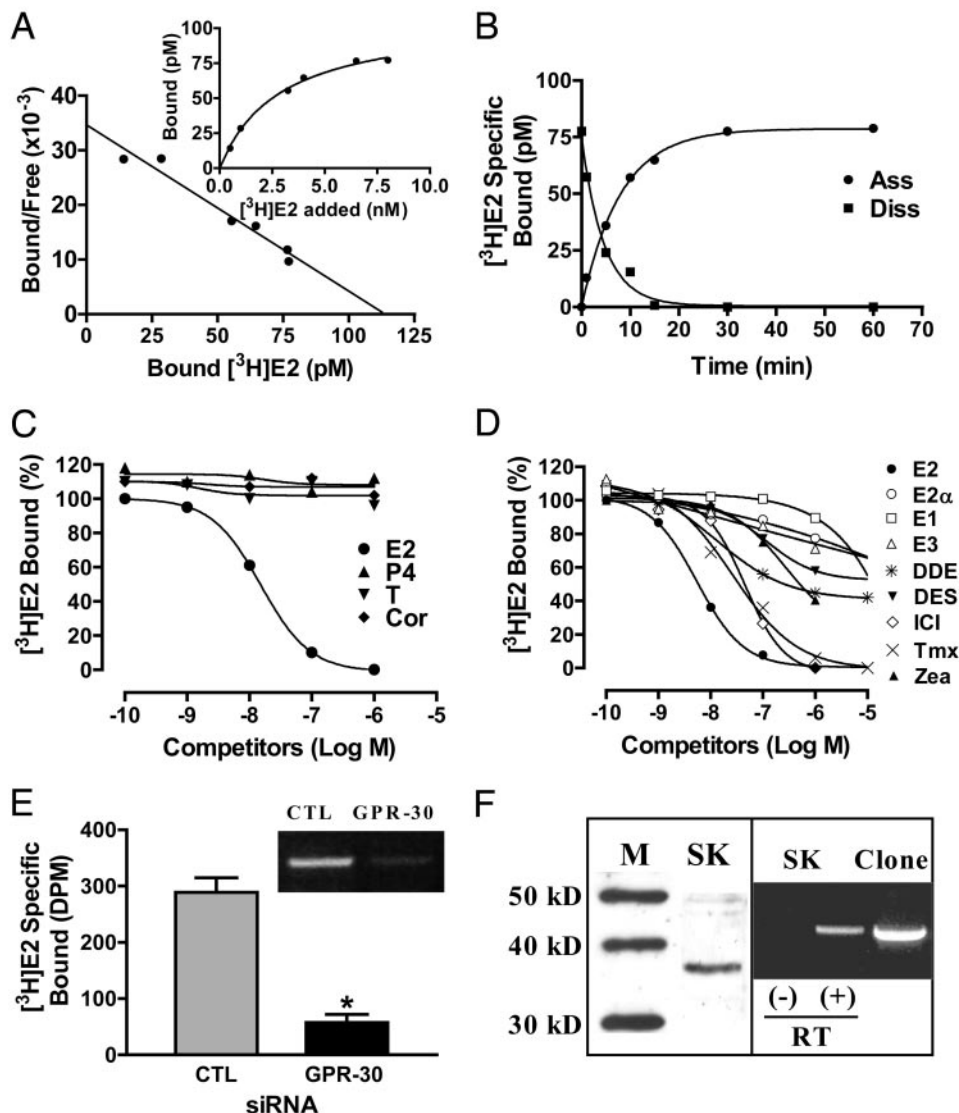 A
Bound/Free (x10⁻³)
40
30
20
10
0
0 25 50 75 100 125
Bound [³H]E2 (pM)
Bound (pM)
100
75
50
25
0
0.0 2.5 5.0 7.5 10.0
[³H]E2 added (nM)
B
[³H]E2 Specific
Bound (pM)
100
75
50
25
0
0 10 20 30 40 50 60 70
Time (min)
Ass
Diss
C
[³H]E2 Bound (%)
120
100
80
60
40
20
0
-10 -9 -8 -7 -6 -5
Competitors (Log M)
E2
P4
T
Cor
D
[³H]E2 Bound (%)
120
100
80
60
40
20
0
-10 -9 -8 -7 -6 -5
Competitors (Log M)
E2
E2α
E1
E3
DDE
DES
ICI
Tmx
Zea
E
[³H]E2 Specific
Bound (DPM)
400
300
200
100
0
CTL GPR-30
*
CTL GPR-30
siRNA
F
M SK
50 kD
40 kD
30 kD
SK Clone
(-) (+)
RT